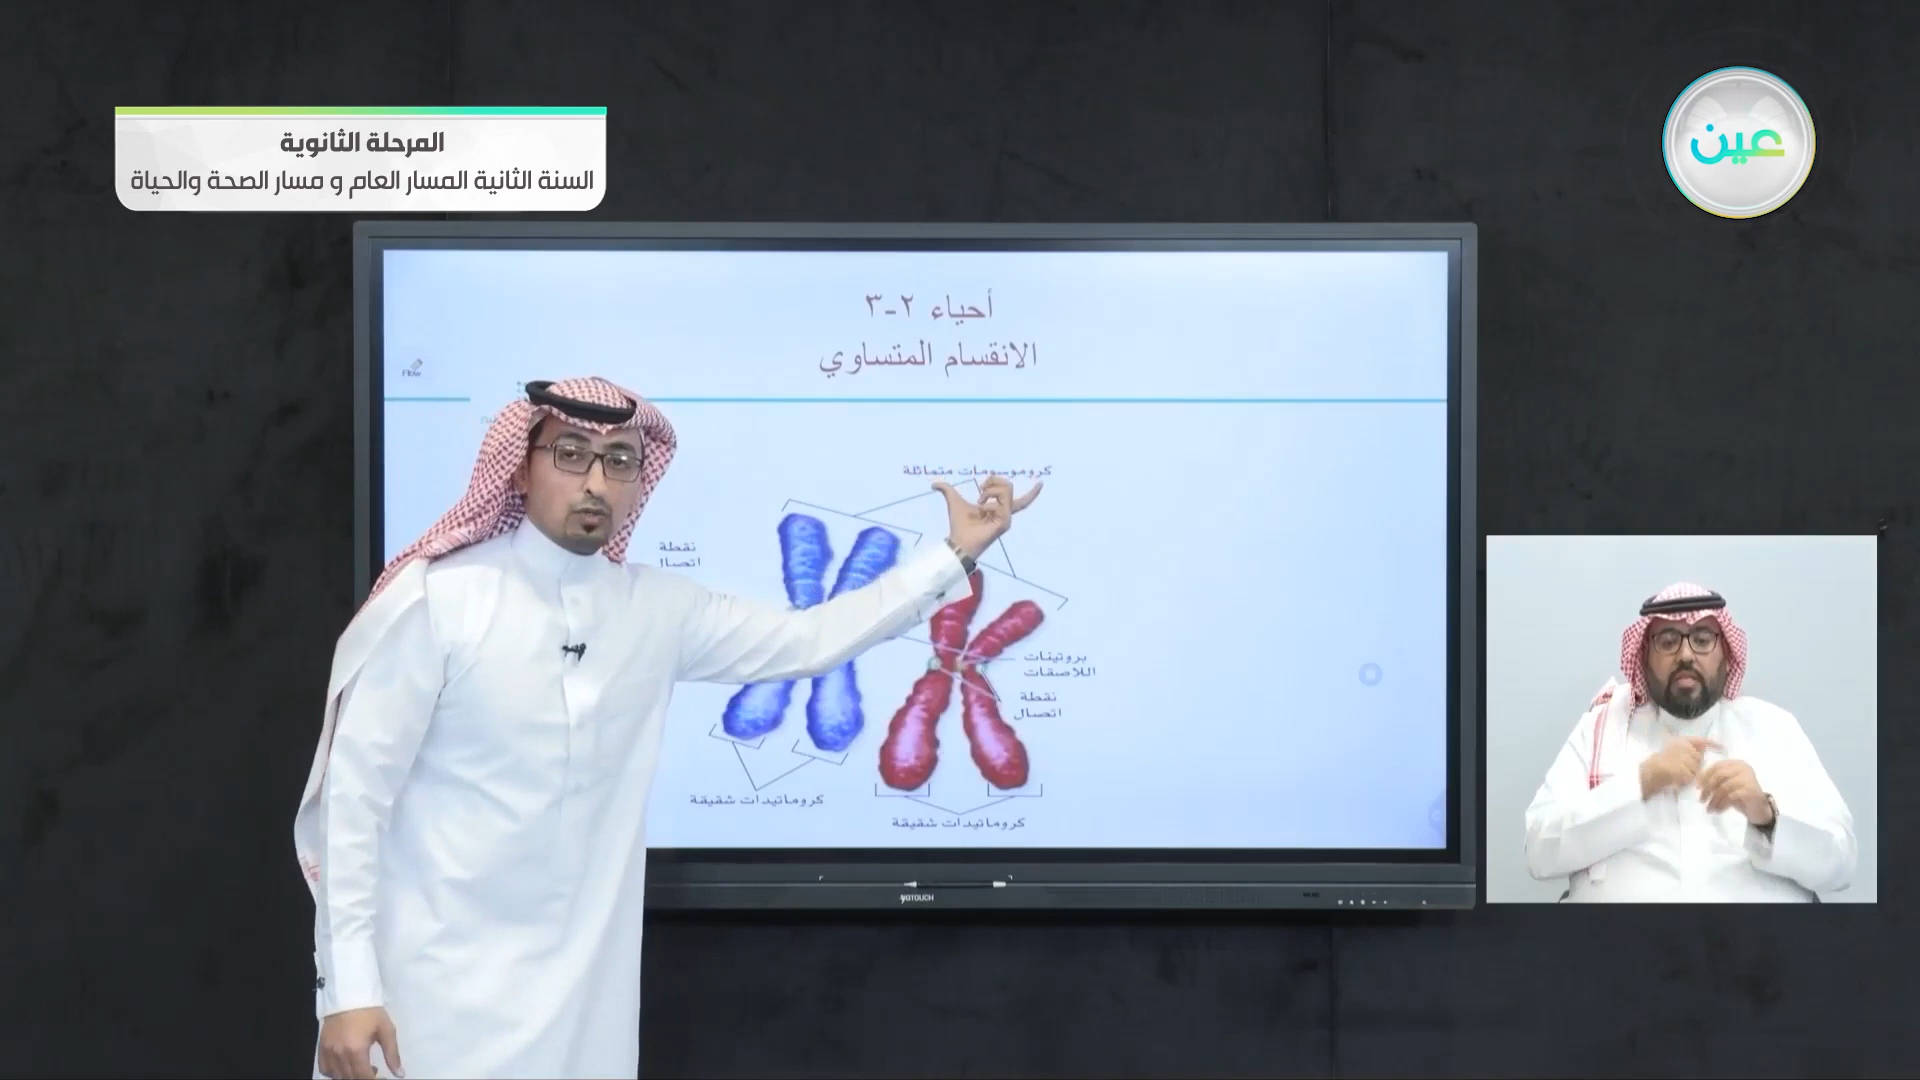 المرحلة الثانوية
السنة الثانية المسار العام و مسار الصحة والحياة
عين
أحياء ٢-٣
الانقسام المتساوي
Flow
كروموسومات متماثلة
نقطة
اتصال
بروتينات
اللاصقات
نقطة
اتصال
كروماتيدات شقيقة
كروماتيدات شقيقة